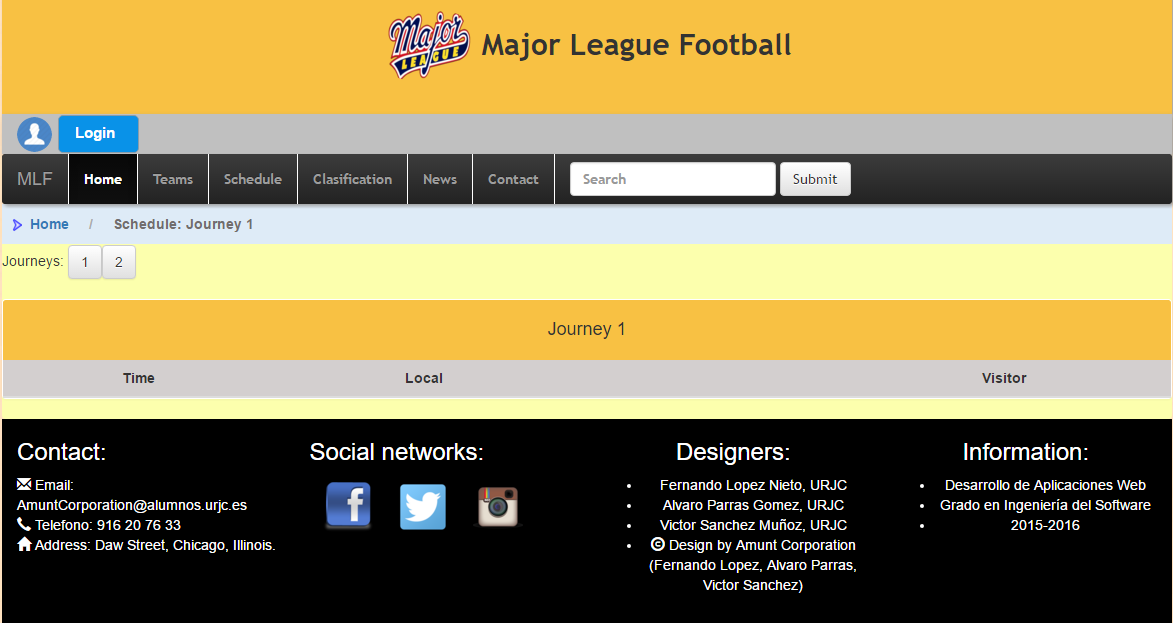 Major
LEAGUE
Major League Football
Login
MLF Home Teams Schedule Clasification News Contact Search Submit
Home / Schedule: Journey 1
Journeys: 1 2
Journey 1
Time Local Visitor
Contact:
Email:
AmuntCorporation@alumnos.urjc.es
Telefono: 916 20 76 33
Address: Daw Street, Chicago, Illinois.
Social networks:
Designers:
Fernando Lopez Nieto, URJC
Alvaro Parras Gomez, URJC
Victor Sanchez Muñoz, URJC
© Design by Amunt Corporation
(Fernando Lopez, Alvaro Parras,
Victor Sanchez)
Information:
Desarrollo de Aplicaciones Web
Grado en Ingeniería del Software
2015-2016